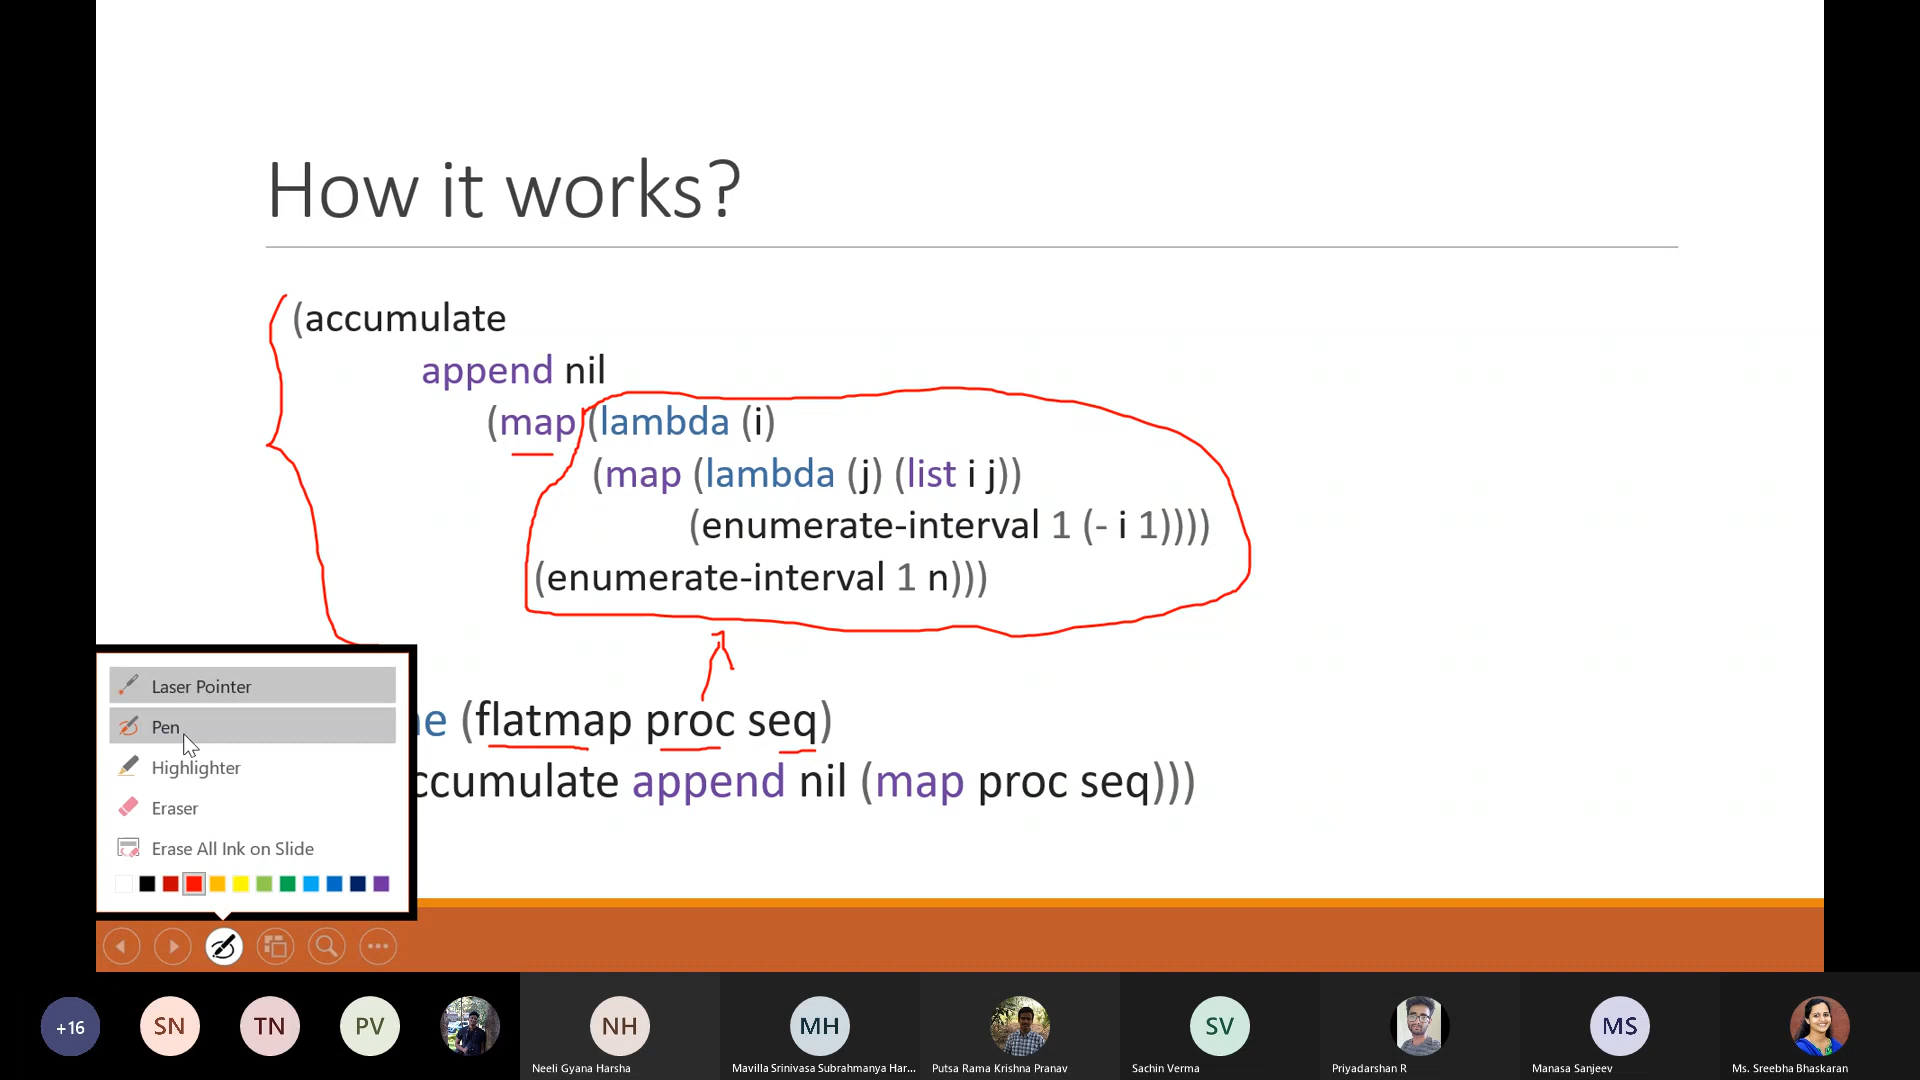 How it works?
(accumulate
append nil
(map (lambda (i)
(map (lambda (j) (list i j))
(enumerate-interval 1 (- i 1))))
(enumerate-interval 1 n)))
ne (flatmap proc seq)
ccumulate append nil (map proc seq)))
Laser Pointer
Pen
Highlighter
Eraser
Erase All Ink on Slide
+16
SN
TN
PV
NH
MH
SV
MS
Neeli Gyana Harsha
Mavilla Srinivasa Subrahmanya Har...
Putsa Rama Krishna Pranav
Sachin Verma
Priyadarshan R
Manasa Sanjeev
Ms. Sreebha Bhaskaran